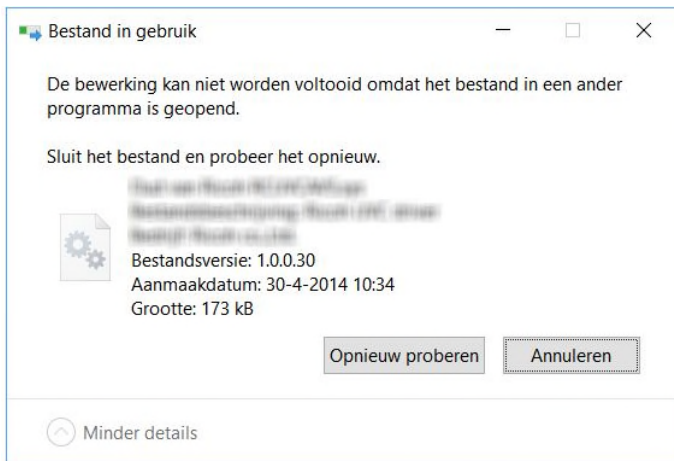 Bestand in gebruik
De bewerking kan niet worden voltooid omdat het bestand in een ander
programma is geopend.
Sluit het bestand en probeer het opnieuw.
Bestandsversie: 1.0.0.30
Aanmaakdatum: 30-4-2014 10:34
Grootte: 173 kB
Opnieuw proberen
Annuleren
Minder details